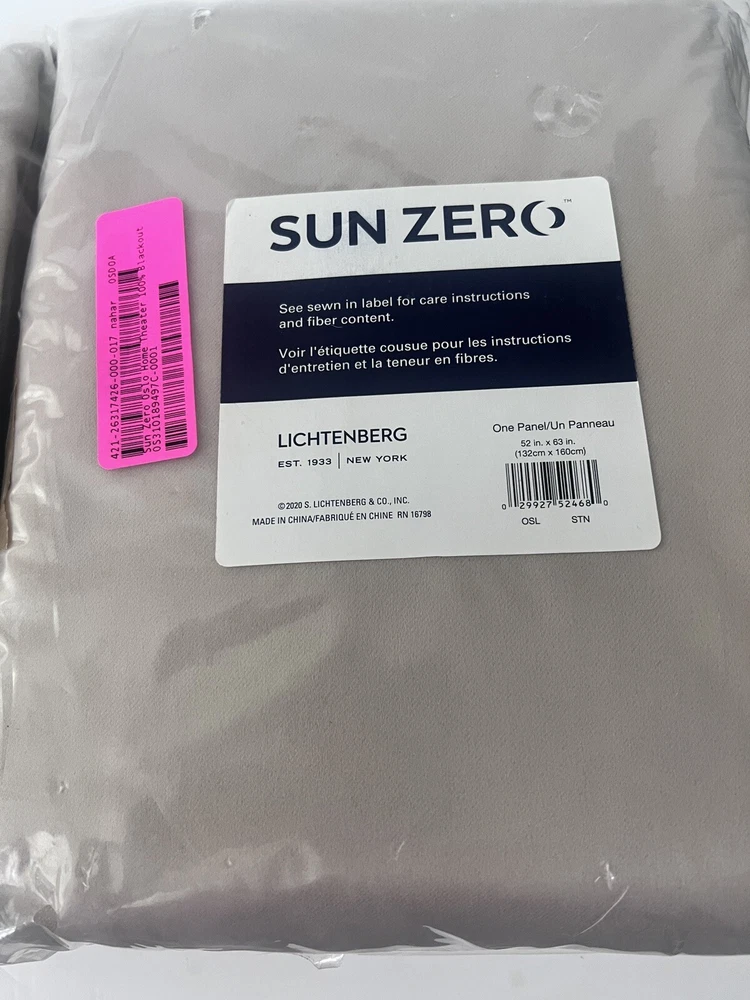 SUN ZERO™
See sewn in label for care instructions
and fiber content.
Voir l'étiquette cousue pour les instructions
d'entretien et la teneur en fibres.
LICHTENBERG
EST. 1933 | NEW YORK
©2020 S. LICHTENBERG & CO., INC.
MADE IN CHINA/FABRIQUÉ EN CHINE RN 16798
One Panel/Un Panneau
52 in. x 63 in.
(132cm x 160cm)
0 29927 52468 0
OSL STN
421-26317426-000-017 nahar OSD0A
Sun Zero Oslo Home Theater 100% Blackout
OS310189497C-0001